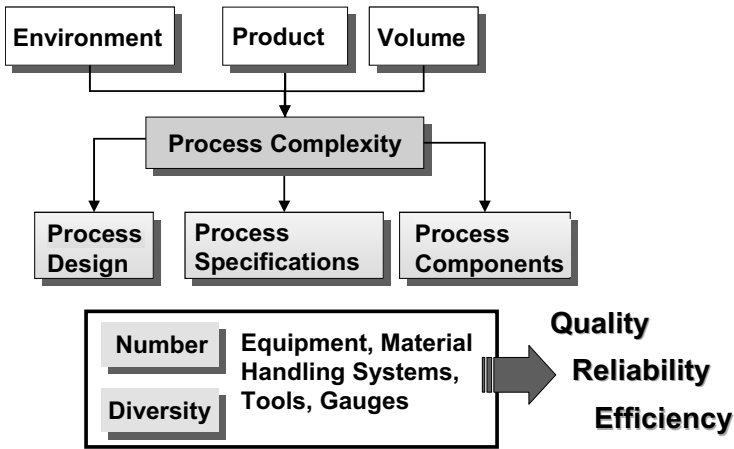 Environment
Product
Volume
Process Complexity
Process
Design
Process
Specifications
Process
Components
Number
Diversity
Equipment, Material
Handling Systems,
Tools, Gauges
Quality
Reliability
Efficiency